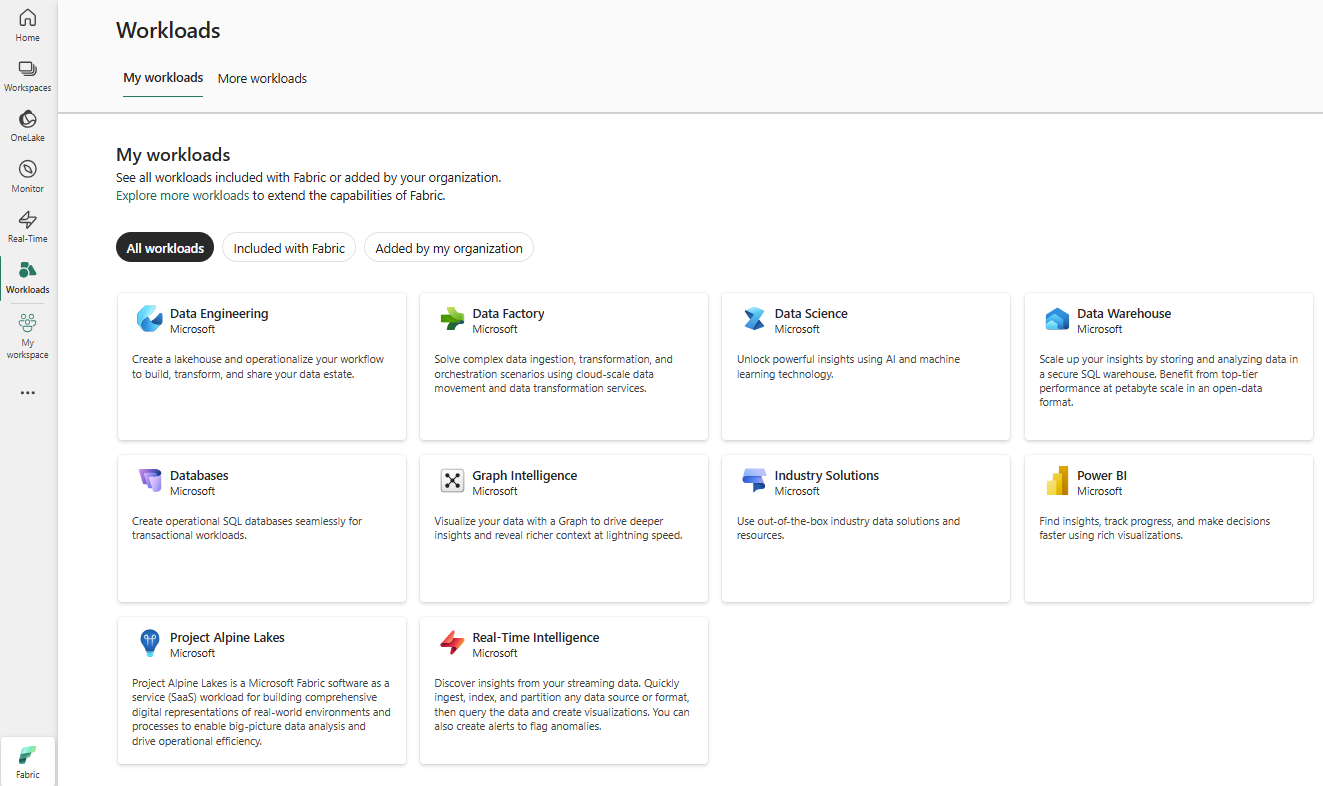 Home
Workspaces
OneLake
Monitor
Real-Time
Workloads
My
workspace
Fabric
Workloads
My workloads
More workloads
My workloads
See all workloads included with Fabric or added by your organization.
Explore more workloads to extend the capabilities of Fabric.
All workloads
Included with Fabric
Added by my organization
Data Engineering
Microsoft
Create a lakehouse and operationalize your workflow
to build, transform, and share your data estate.
Data Factory
Microsoft
Solve complex data ingestion, transformation, and
orchestration scenarios using cloud-scale data
movement and data transformation services.
Data Science
Microsoft
Unlock powerful insights using AI and machine
learning technology.
Data Warehouse
Microsoft
Scale up your insights by storing and analyzing data in
a secure SQL warehouse. Benefit from top-tier
performance at petabyte scale in an open-data
format.
Databases
Microsoft
Create operational SQL databases seamlessly for
transactional workloads.
Graph Intelligence
Microsoft
Visualize your data with a Graph to drive deeper
insights and reveal richer context at lightning speed.
Industry Solutions
Microsoft
Use out-of-the-box industry data solutions and
resources.
Power BI
Microsoft
Find insights, track progress, and make decisions
faster using rich visualizations.
Project Alpine Lakes
Microsoft
Project Alpine Lakes is a Microsoft Fabric software as a
service (SaaS) workload for building comprehensive
digital representations of real-world environments and
processes to enable big-picture data analysis and
drive operational efficiency.
Real-Time Intelligence
Microsoft
Discover insights from your streaming data. Quickly
ingest, index, and partition any data source or format,
then query the data and create visualizations. You can
also create alerts to flag anomalies.